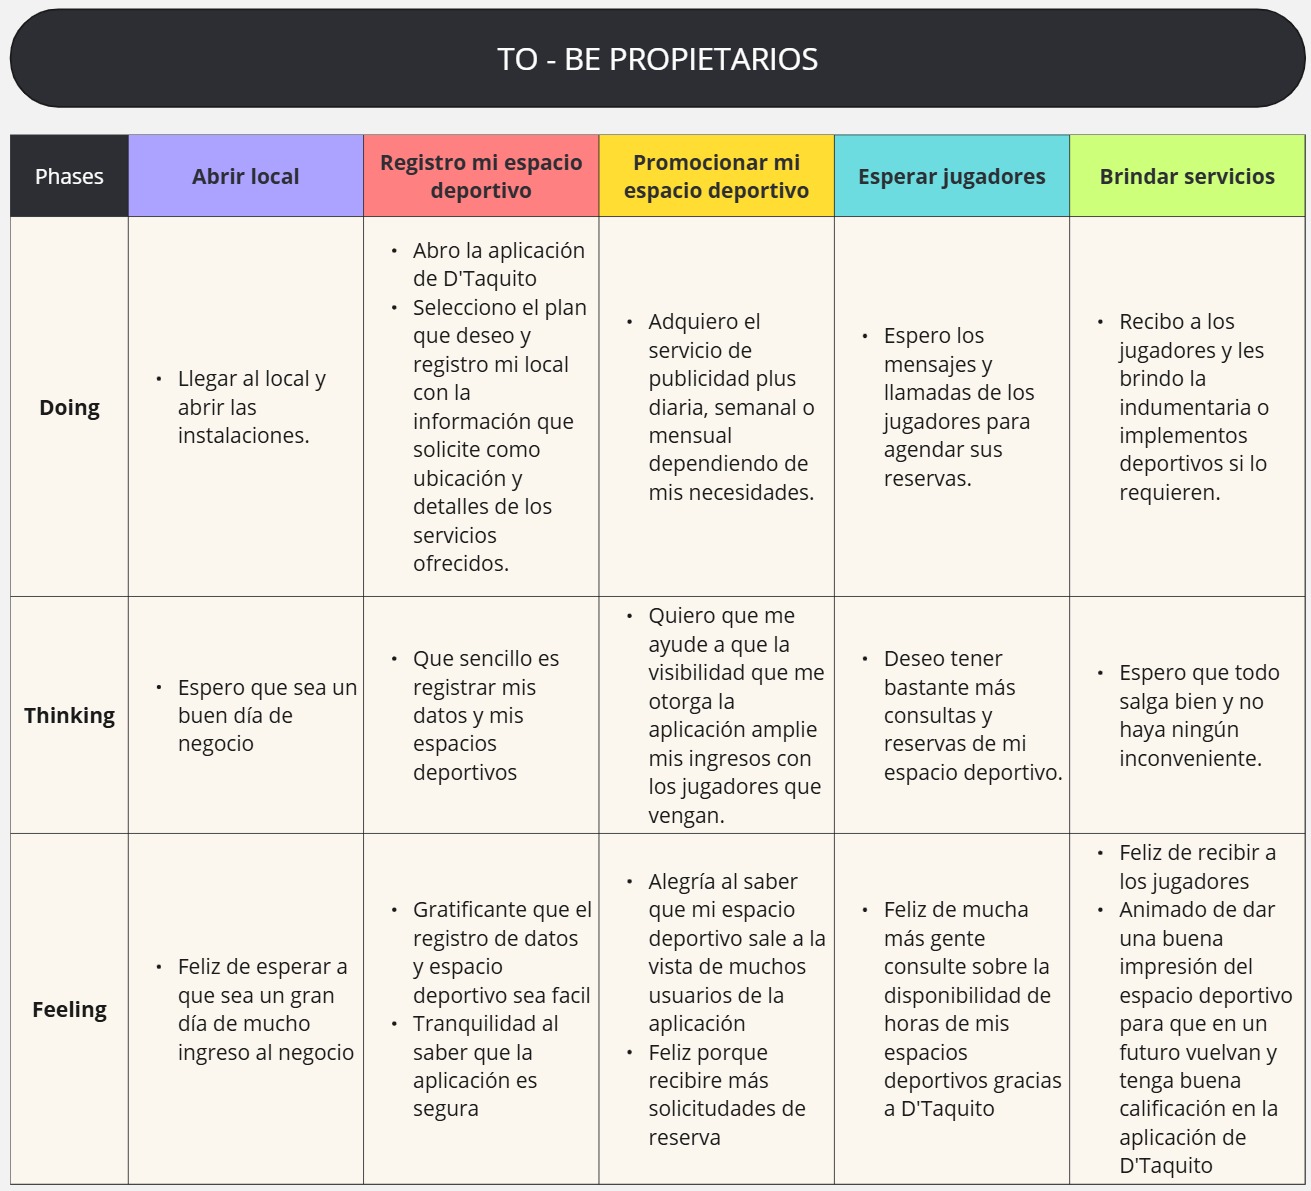 TO - BE PROPIETARIOS
Phases
Abrir local
Registro mi espacio
deportivo
Promocionar mi
espacio deportivo
Esperar jugadores
Brindar servicios
Doing
• Llegar al local y
abrir las
instalaciones.
• Abro la aplicación
de D'Taquito
• Selecciono el plan
que deseo y
registro mi local
con la
información que
solicite como
ubicación y
detalles de los
servicios
ofrecidos.
• Adquiero el
servicio de
publicidad plus
diaria, semanal o
mensual
dependiendo de
mis necesidades.
• Espero los
mensajes y
llamadas de los
jugadores para
agendar sus
reservas.
• Recibo a los
jugadores y les
brindo la
indumentaria o
implementos
deportivos si lo
requieren.
Thinking
• Espero que sea un
buen día de
negocio
• Que sencillo es
registrar mis
datos y mis
espacios
deportivos
• Quiero que me
ayude a que la
visibilidad que me
otorga la
aplicación amplie
mis ingresos con
los jugadores que
vengan.
• Deseo tener
bastante más
consultas y
reservas de mi
espacio deportivo.
• Espero que todo
salga bien y no
haya ningún
inconveniente.
Feeling
• Feliz de esperar a
que sea un gran
día de mucho
ingreso al negocio
• Gratificante que el
registro de datos
y espacio
deportivo sea facil
• Tranquilidad al
saber que la
aplicación es
segura
• Alegría al saber
que mi espacio
deportivo sale a la
vista de muchos
usuarios de la
aplicación
• Feliz porque
recibire más
solicitudades de
reserva
• Feliz de mucha
más gente
consulte sobre la
disponibilidad de
horas de mis
espacios
deportivos gracias
a D'Taquito
• Feliz de recibir a
los jugadores
• Animado de dar
una buena
impresión del
espacio deportivo
para que en un
futuro vuelvan y
tenga buena
calificación en la
aplicación de
D'Taquito